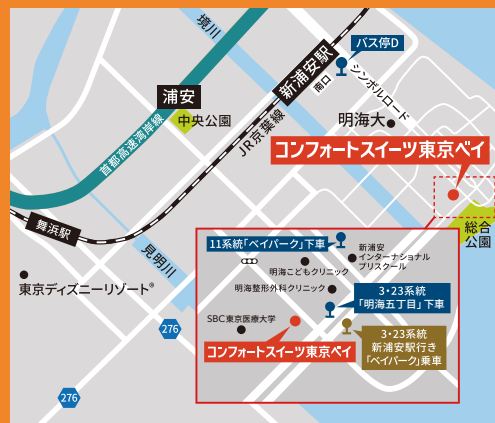 境川
バス停D
新浦安駅
南口
シンボルロード
浦安
中央公園
首都高速湾岸線
JR京葉線
明海大
コンフォートスイーツ東京ベイ
総合
公園
舞浜駅
見明川
東京ディズニーリゾート®
276
276
11系統「ベイパーク」下車
新浦安
インターナショナル
プリスクール
明海こどもクリニック
明海整形外科クリニック
3・23系統
「明海五丁目」下車
SBC東京医療大学
コンフォートスイーツ東京ベイ
3・23系統
新浦安駅行き
「ベイパーク」乗車